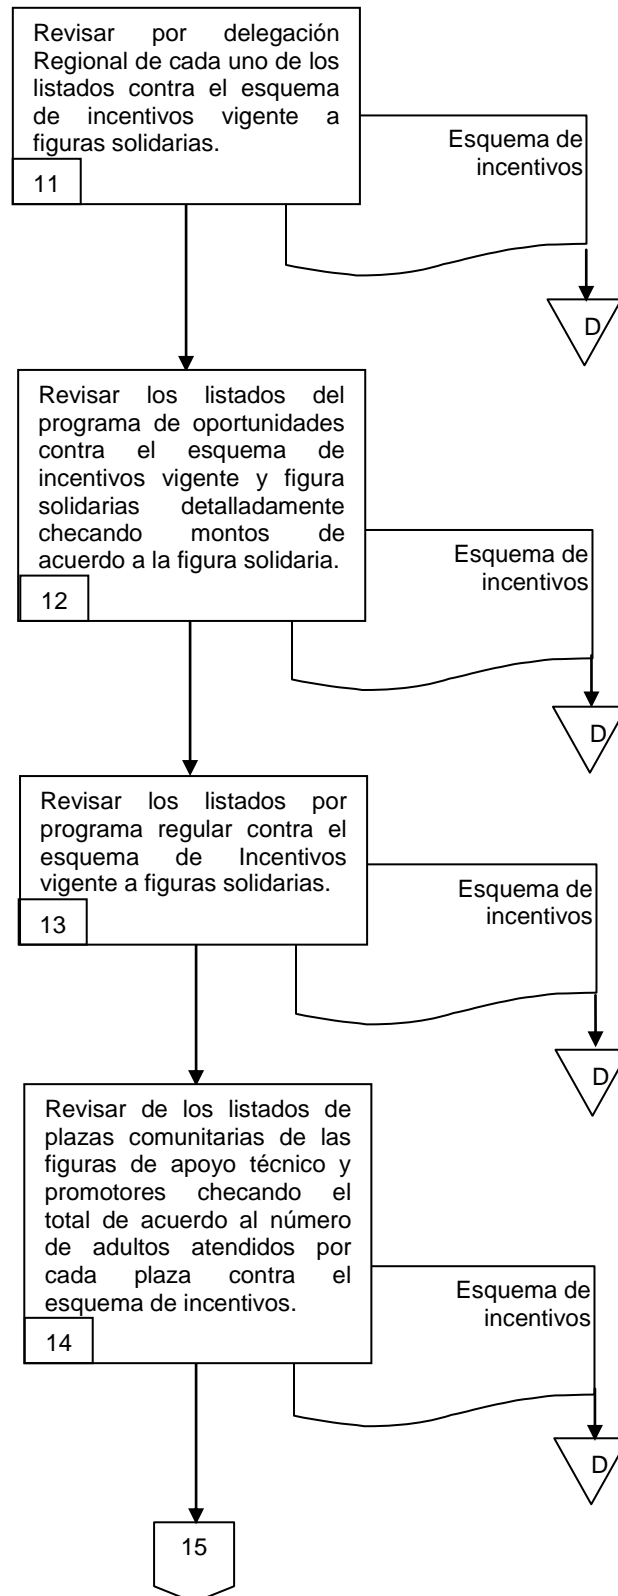 Revisar por delegación
Regional de cada uno de los
listados contra el esquema
de incentivos vigente a
figuras solidarias.
11
Esquema de
incentivos
D
Revisar los listados del
programa de oportunidades
contra el esquema de
incentivos vigente y figura
solidarias detalladamente
checando montos de
acuerdo a la figura solidaria.
12
Esquema de
incentivos
D
Revisar los listados por
programa regular contra el
esquema de Incentivos
vigente a figuras solidarias.
13
Esquema de
incentivos
D
Revisar de los listados de
plazas comunitarias de las
figuras de apoyo técnico y
promotores checando el
total de acuerdo al número
de adultos atendidos por
cada plaza contra el
esquema de incentivos.
14
Esquema de
incentivos
D
15